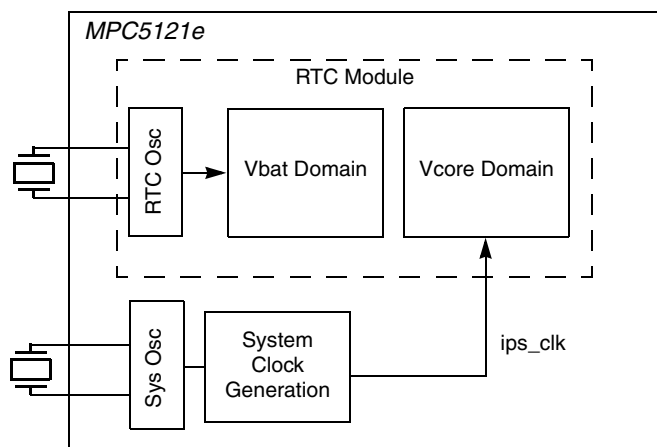 MPC5121e
RTC Module
RTC Osc
Vbat Domain
Vcore Domain
Sys Osc
System
Clock
Generation
ips_clk